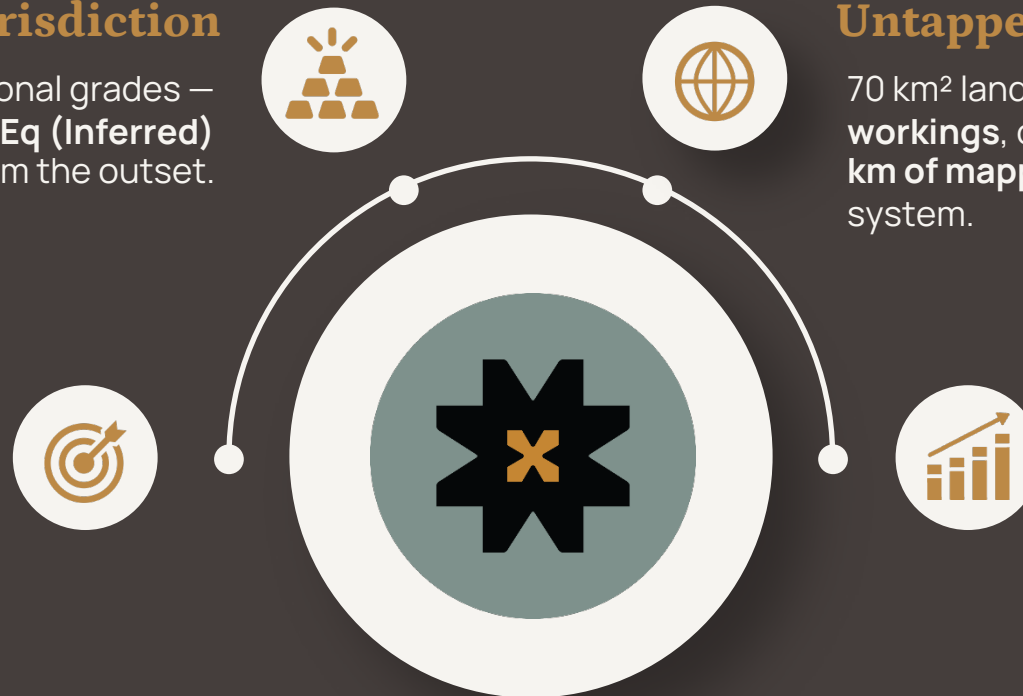 risdiction
onal grades —
Eq (Inferred)
m the outset.
Untappe
70 km² land
workings, c
km of mapp
system.